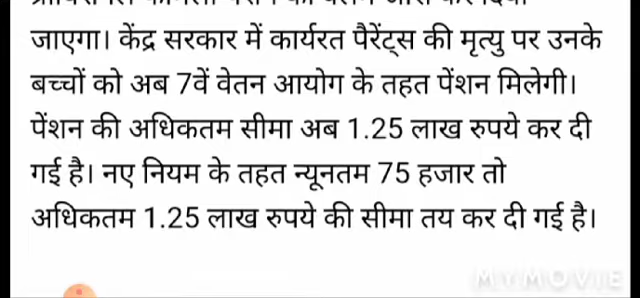 जाएगा। केंद्र सरकार में कार्यरत पैरेंट्स की मृत्यु पर उनके
बच्चों को अब 7वें वेतन आयोग के तहत पेंशन मिलेगी।
पेंशन की अधिकतम सीमा अब 1.25 लाख रुपये कर दी
गई है। नए नियम के तहत न्यूनतम 75 हजार तो
अधिकतम 1.25 लाख रुपये की सीमा तय कर दी गई है।
MYMOVIE